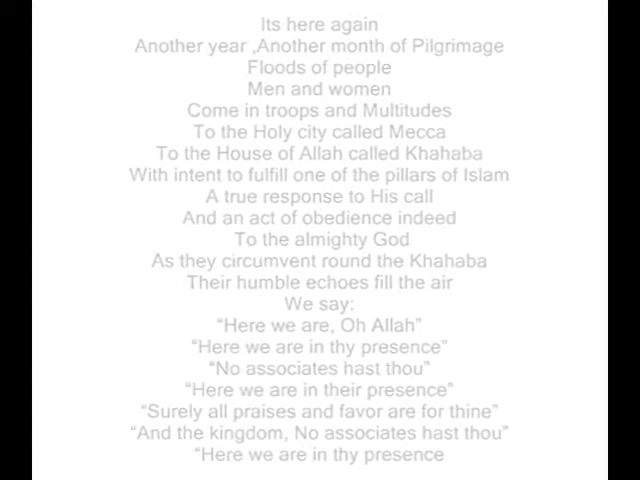 Its here again
Another year ,Another month of Pilgrimage
Floods of people
Men and women
Come in troops and Multitudes
To the Holy city called Mecca
To the House of Allah called Khahaba
With intent to fulfill one of the pillars of Islam
A true response to His call
And an act of obedience indeed
To the almighty God
As they circumvent round the Khahaba
Their humble echoes fill the air
We say:
“Here we are, Oh Allah”
“Here we are in thy presence”
“No associates hast thou”
“Here we are in their presence”
“Surely all praises and favor are for thine”
“And the kingdom, No associates hast thou”
“Here we are in thy presence